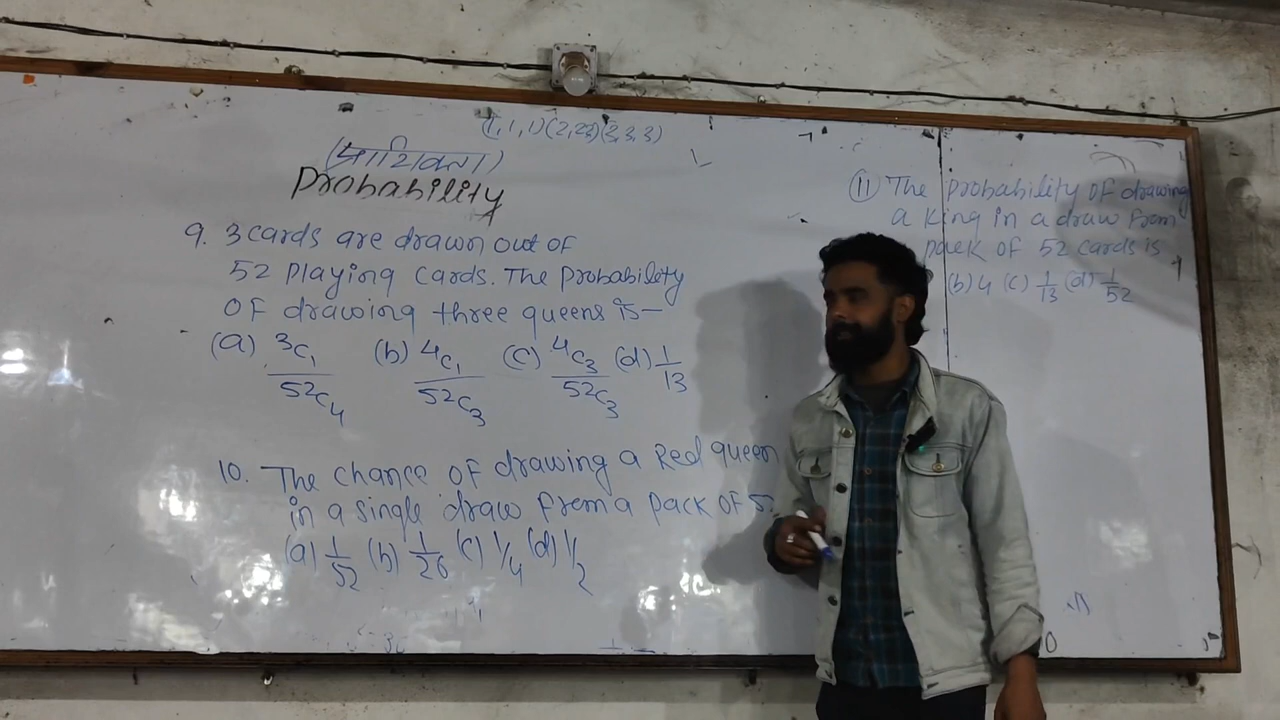 (1,1,1)(2,2,2)(3,3,3)
(प्रायिकता)
Probability
9. 3 cards are drawn out of
52 playing cards. The probability
of drawing three queens is—
(a) ³C₁/⁵²C₄ (b) ⁴C₁/⁵²C₃ (c) ⁴C₃/⁵²C₃ (d) 1/13
10. The chance of drawing a Red queen
in a single draw from a pack of
(a) 1/52 (b) 1/26 (c) 1/4 (d) 1/2
(11) The probability of drawing
a king in a draw from
pack of 52 cards is
(b) 4 (c) 1/13 (d) 1/52